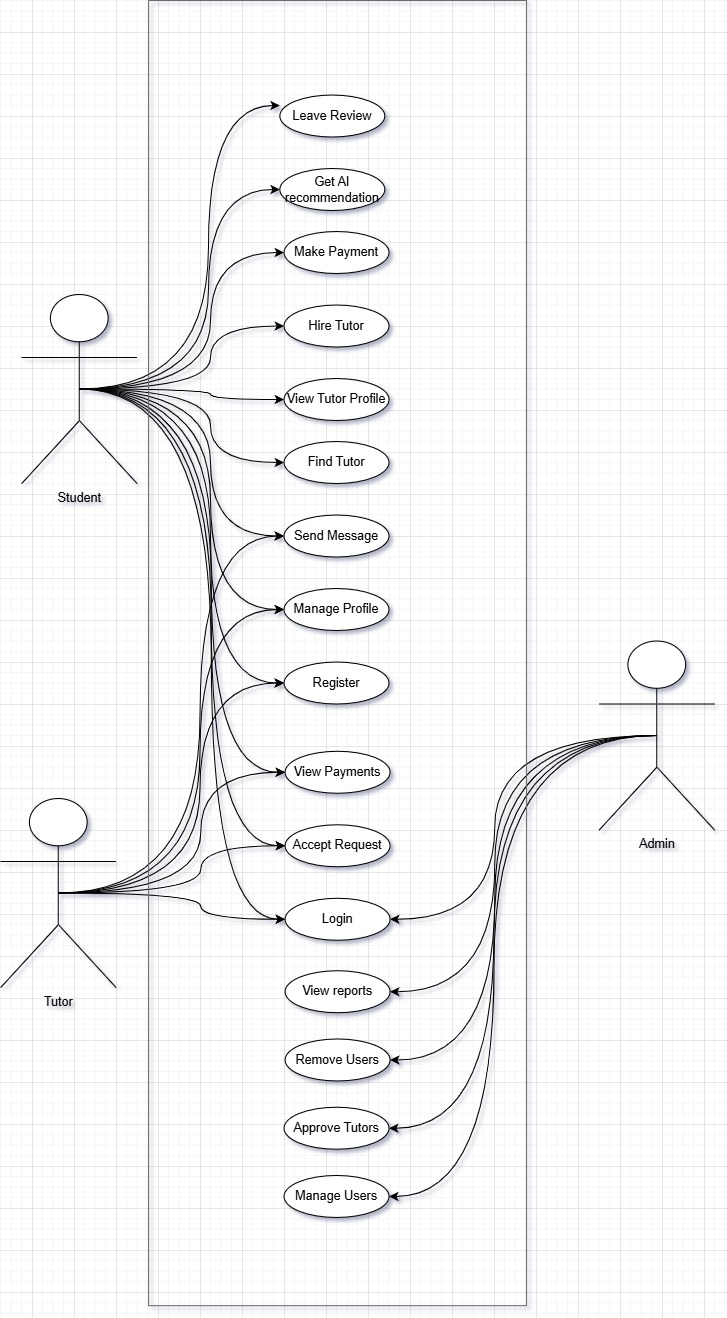 Leave Review
Get AI
recommendation
Make Payment
Hire Tutor
View Tutor Profile
Find Tutor
Student
Send Message
Manage Profile
Register
View Payments
Accept Request
Admin
Login
View reports
Tutor
Remove Users
Approve Tutors
Manage Users